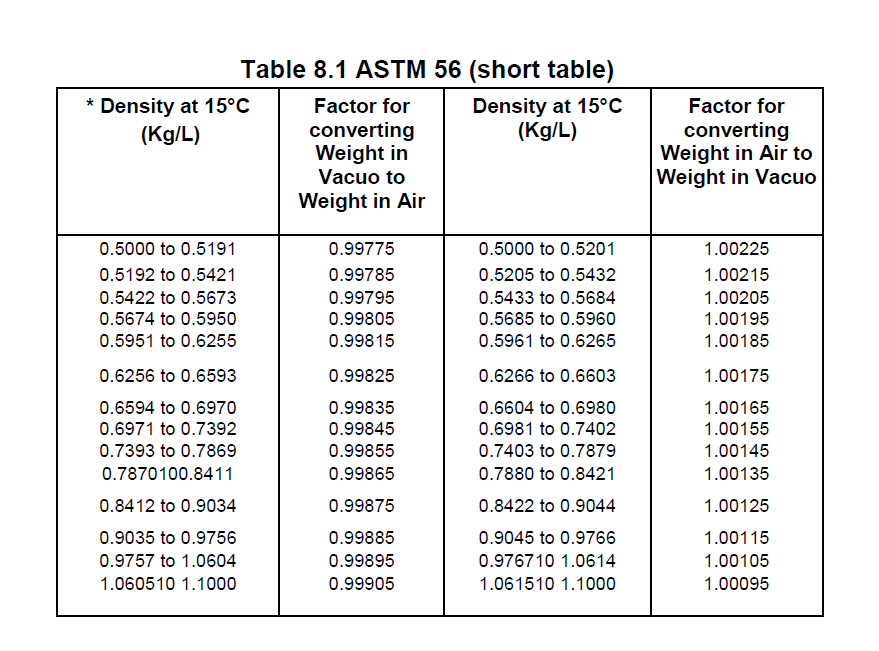 Table 8.1 ASTM 56 (short table)
* Density at 15°C (Kg/L) Factor for converting Weight in Vacuo to Weight in Air Density at 15°C (Kg/L) Factor for converting Weight in Air to Weight in Vacuo
0.5000 to 0.5191 0.99775 0.5000 to 0.5201 1.00225
0.5192 to 0.5421 0.99785 0.5205 to 0.5432 1.00215
0.5422 to 0.5673 0.99795 0.5433 to 0.5684 1.00205
0.5674 to 0.5950 0.99805 0.5685 to 0.5960 1.00195
0.5951 to 0.6255 0.99815 0.5961 to 0.6265 1.00185
0.6256 to 0.6593 0.99825 0.6266 to 0.6603 1.00175
0.6594 to 0.6970 0.99835 0.6604 to 0.6980 1.00165
0.6971 to 0.7392 0.99845 0.6981 to 0.7402 1.00155
0.7393 to 0.7869 0.99855 0.7403 to 0.7879 1.00145
0.7870100.8411 0.99865 0.7880 to 0.8421 1.00135
0.8412 to 0.9034 0.99875 0.8422 to 0.9044 1.00125
0.9035 to 0.9756 0.99885 0.9045 to 0.9766 1.00115
0.9757 to 1.0604 0.99895 0.976710 1.0614 1.00105
1.060510 1.1000 0.99905 1.061510 1.1000 1.00095